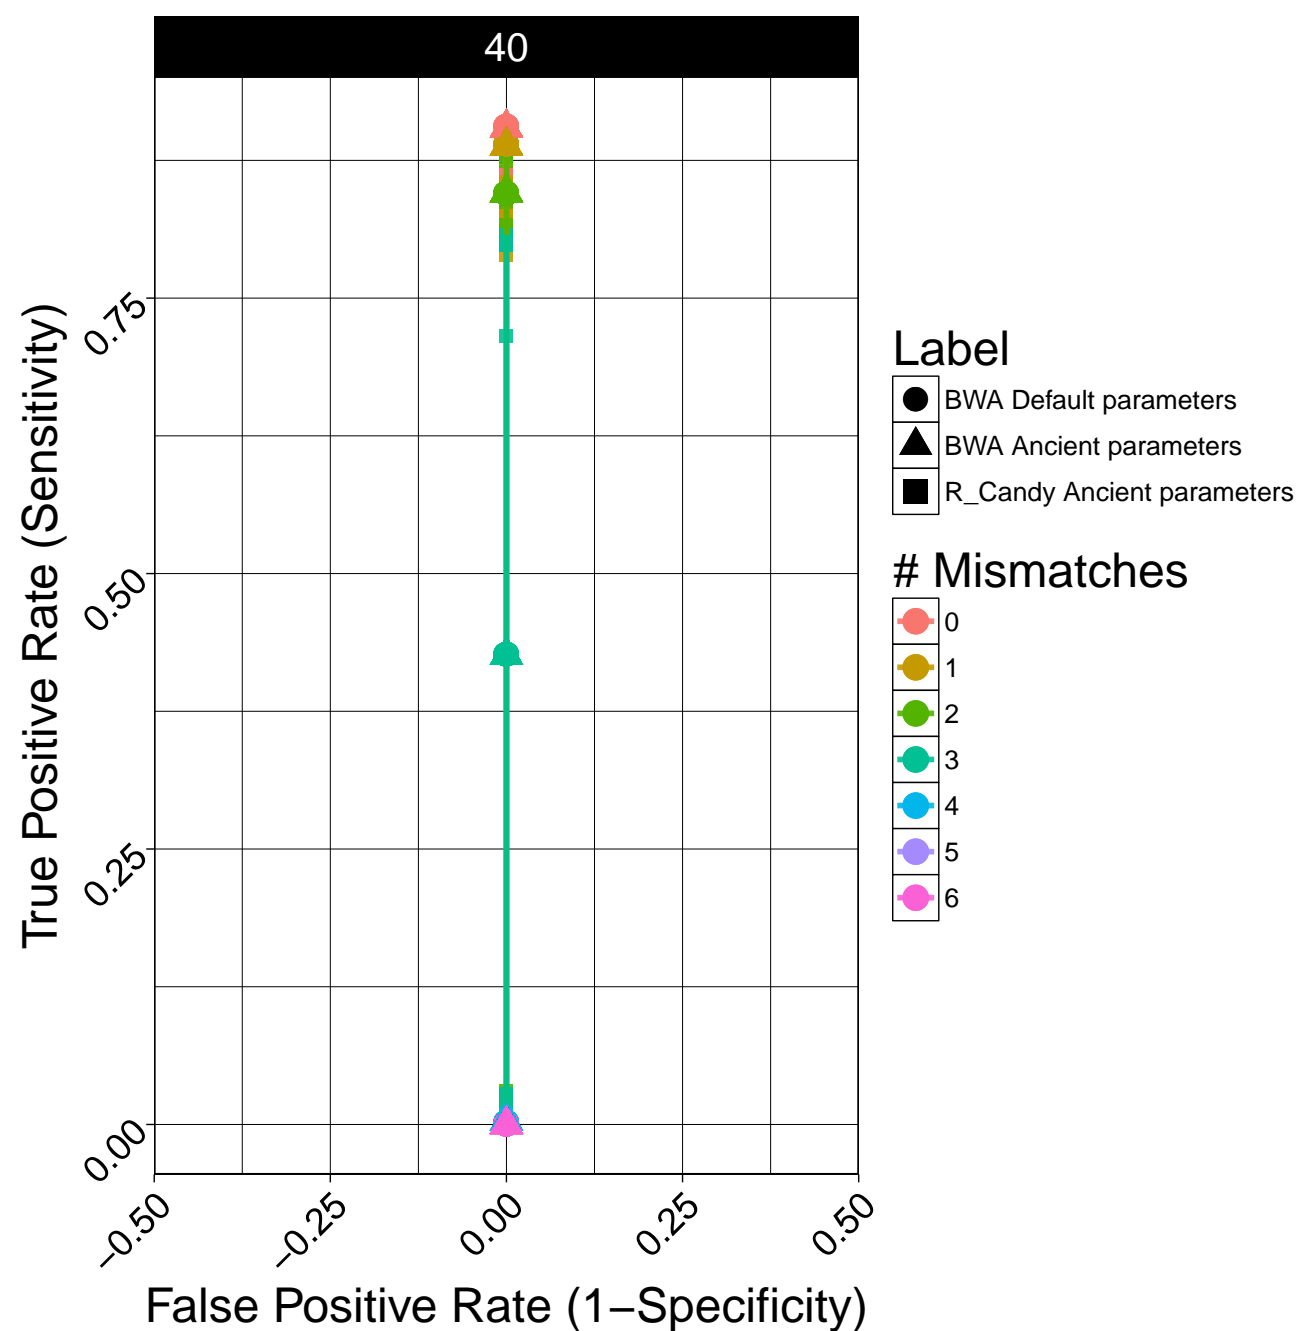 40
True Positive Rate (Sensitivity)
0.75
0.50
0.25
0.00
−0.50
−0.25
0.00
0.25
0.50
False Positive Rate (1−Specificity)
Label
BWA Default parameters
BWA Ancient parameters
R_Candy Ancient parameters
# Mismatches
0
1
2
3
4
5
6